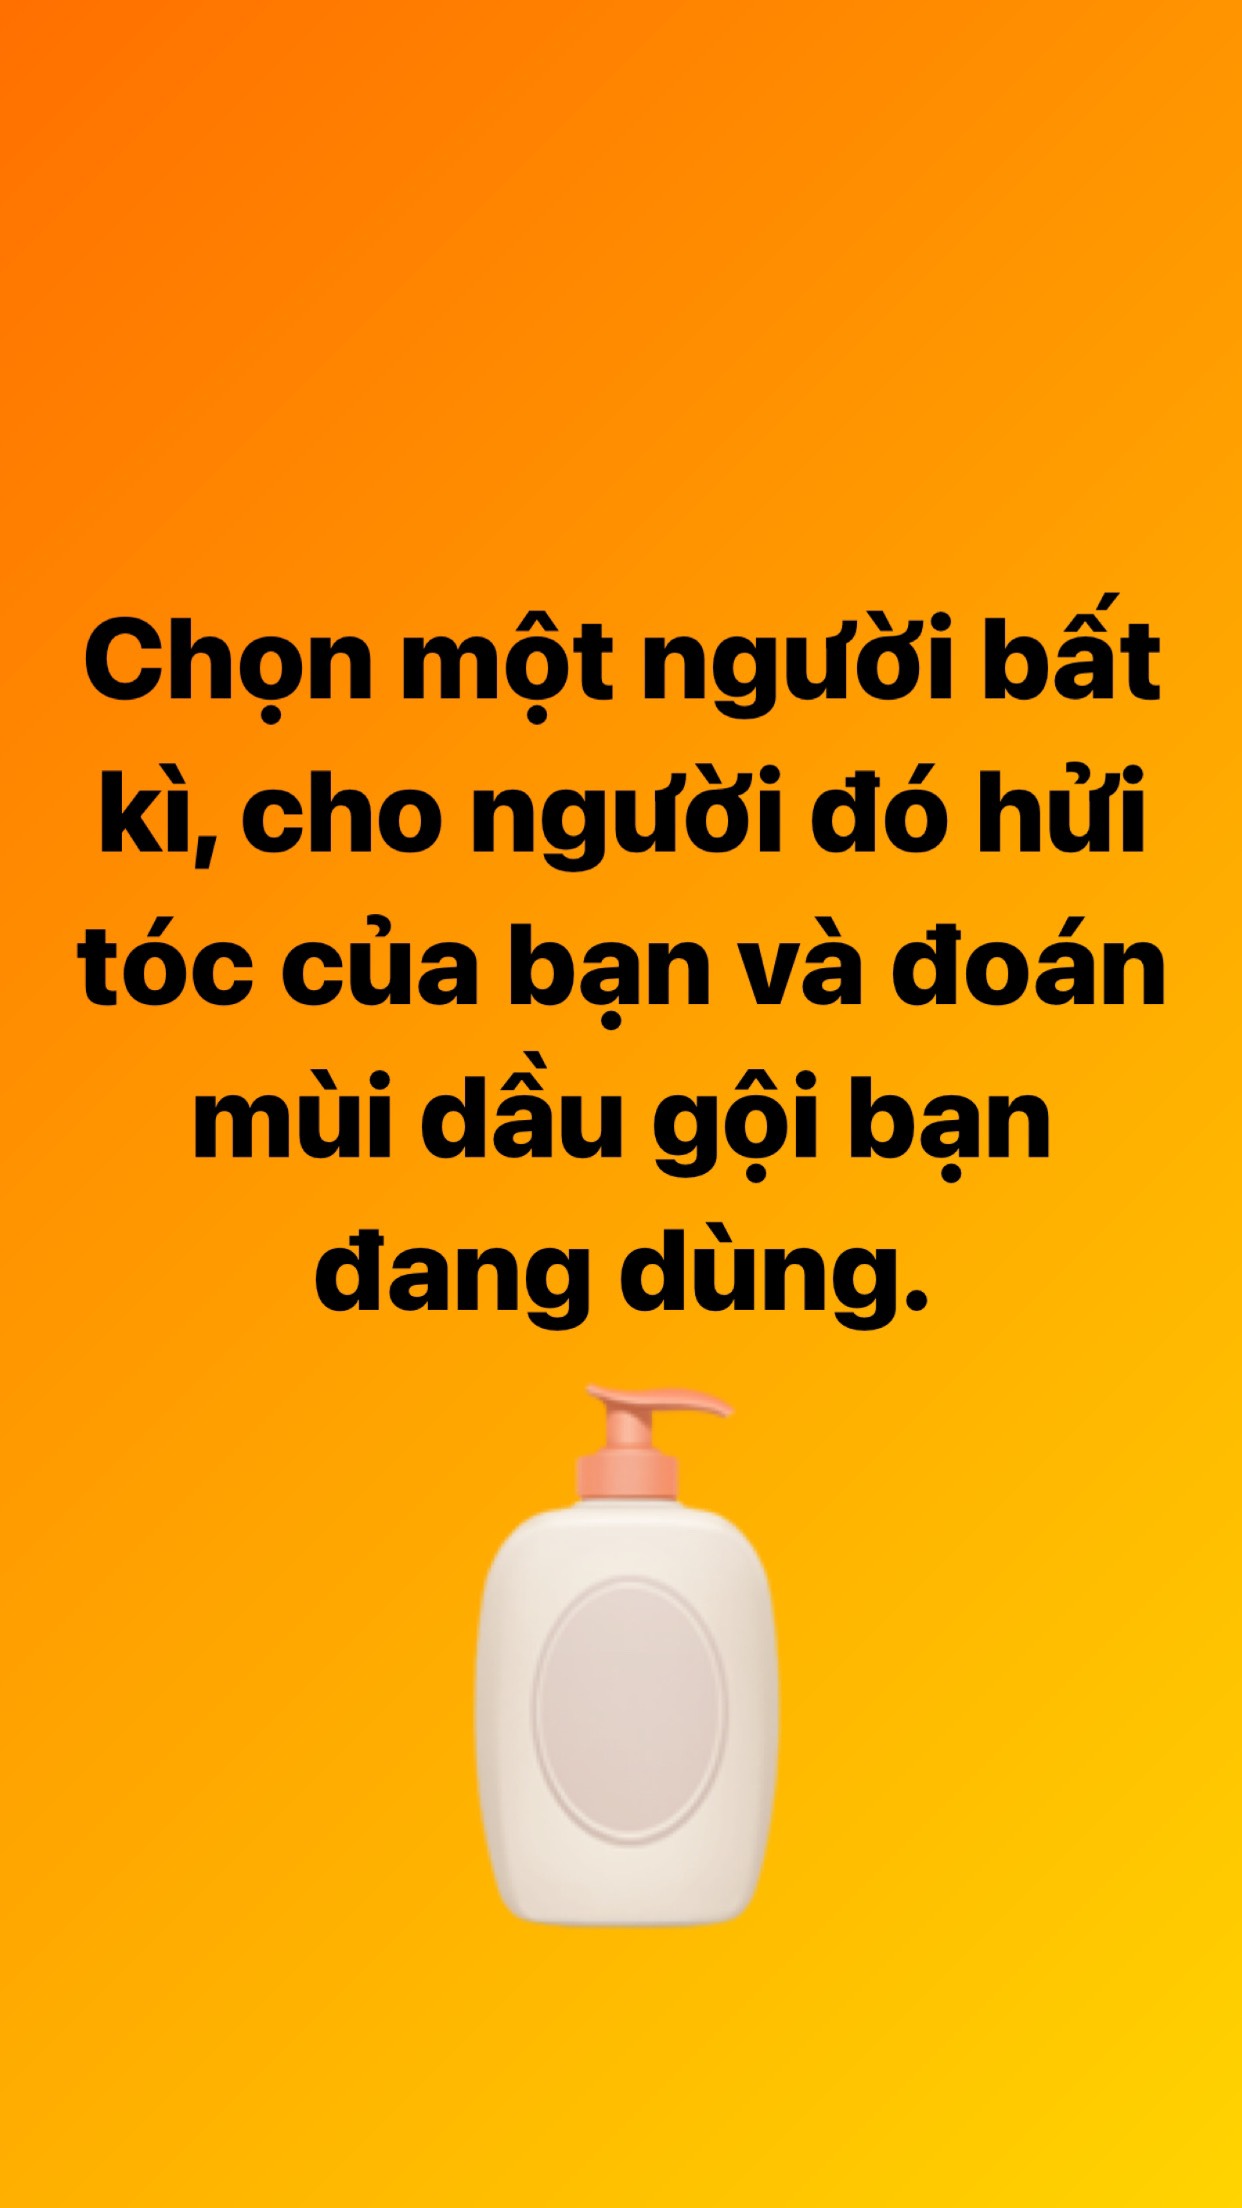 Chọn một người bất
kì, cho người đó hửi
tóc của bạn và đoán
mùi dầu gội bạn
đang dùng.